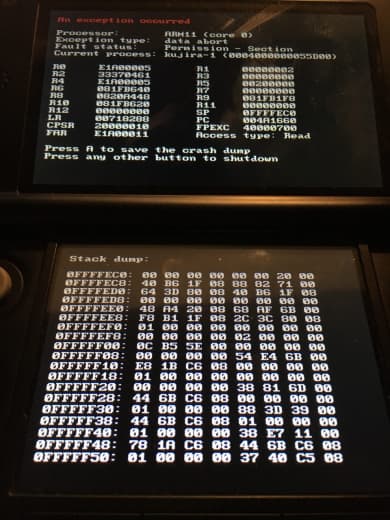 An exception occurred
Processor: ARM11 (core 0)
Exception type: data abort
Fault status: Permission - Section
Current process: kujira-1 (0004000000055D00)
R0 E1A00005 R1 00000002
R2 33370461 R3 00000000
R4 E1A00005 R5 00200000
R6 081FB640 R7 00000000
R8 0820A448 R9 081FB1F8
R10 081FB620 R11 00000000
R12 00000000 SP 0FFFFEC0
LR 00718288 PC 004A1660
CPSR 20000010 FPEXC 40000700
FAR E1A00011 Access type: Read
Press A to save the crash dump
Press any other button to shutdown
Stack dump:
0FFFFEC0: 00 00 00 00 00 00 20 00
0FFFFEC8: 40 B6 1F 08 88 82 71 00
0FFFFED0: 64 3D 80 08 40 B6 1F 08
0FFFFED8: 00 00 00 00 00 00 00 00
0FFFFEE0: 48 A4 20 08 68 AF 6B 00
0FFFFEE8: F8 B1 1F 08 2C 3C 80 08
0FFFFEF0: 01 00 00 00 00 00 00 00
0FFFFEF8: 00 00 00 00 02 00 00 00
0FFFFF00: 0C B5 5E 00 00 00 00 00
0FFFFF08: 00 00 00 00 54 E4 6B 00
0FFFFF10: E8 1B C6 08 00 00 00 00
0FFFFF18: 01 00 00 00 00 00 00 00
0FFFFF20: 00 00 00 00 38 81 6D 00
0FFFFF28: 44 6B C6 08 00 00 00 00
0FFFFF30: 01 00 00 00 88 3D 39 00
0FFFFF38: 44 6B C6 08 01 00 00 00
0FFFFF40: 01 00 00 00 38 E7 11 00
0FFFFF48: 78 1A C6 08 44 6B C6 08
0FFFFF50: 01 00 00 00 37 40 C5 08